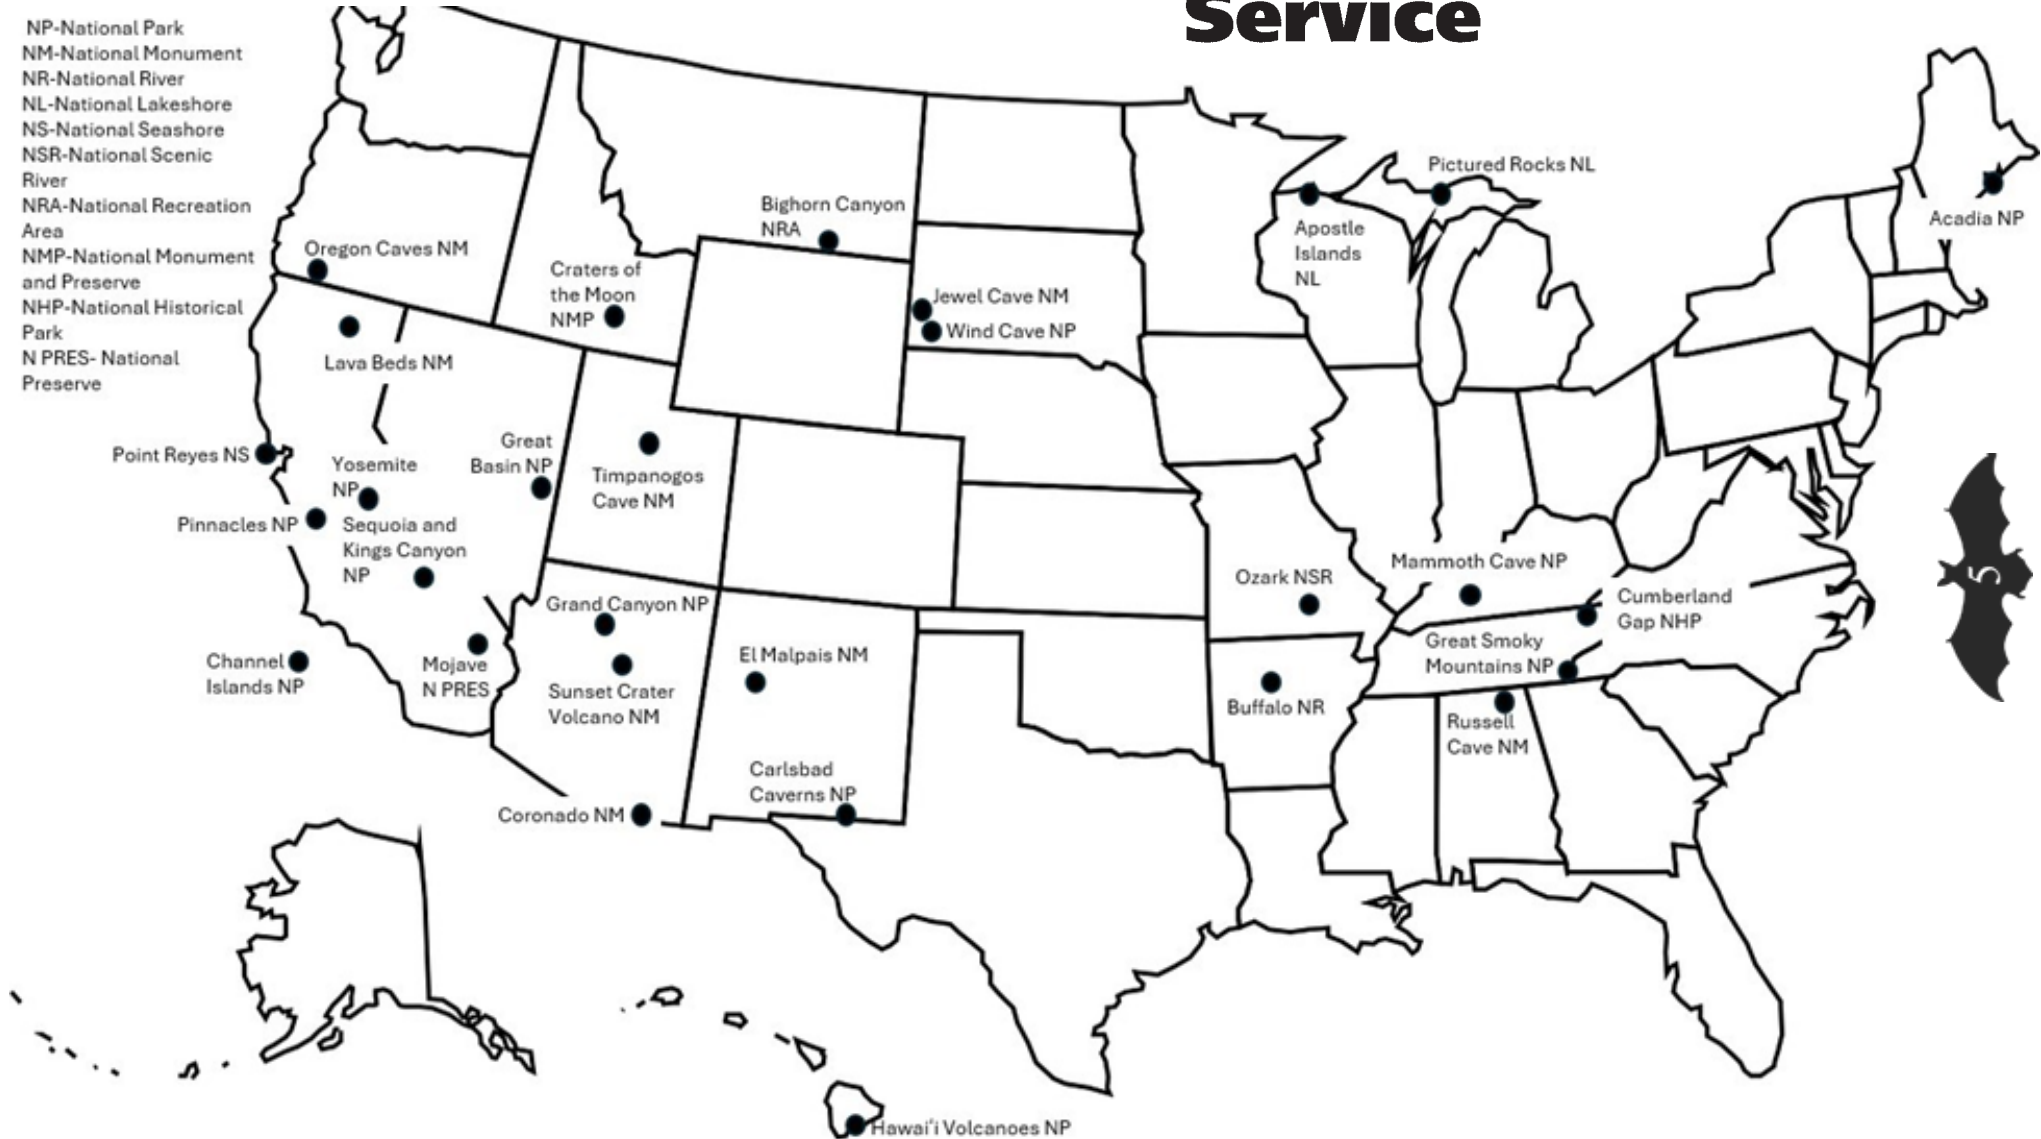 Service
NP-National Park
NM-National Monument
NR-National River
NL-National Lakeshore
NS-National Seashore
NSR-National Scenic
River
NRA-National Recreation
Area
NMP-National Monument
and Preserve
NHP-National Historical
Park
N PRES- National
Preserve
Pictured Rocks NL
Bighorn Canyon
NRA
Acadia NP
Apostle
Islands
NL
Oregon Caves NM
Craters of
the Moon
NMP
Jewel Cave NM
Wind Cave NP
Lava Beds NM
Point Reyes NS
Great
Basin NP
Yosemite
NP
Timpanogos
Cave NM
Pinnacles NP
Sequoia and
Kings Canyon
NP
Mammoth Cave NP
Ozark NSR
5
Cumberland
Gap NHP
Grand Canyon NP
Great Smoky
Mountains NP
Channel
Islands NP
Mojave
N PRES
El Malpais NM
Sunset Crater
Volcano NM
Buffalo NR
Russell
Cave NM
Carlsbad
Caverns NP
Coronado NM
Hawai'i Volcanoes NP